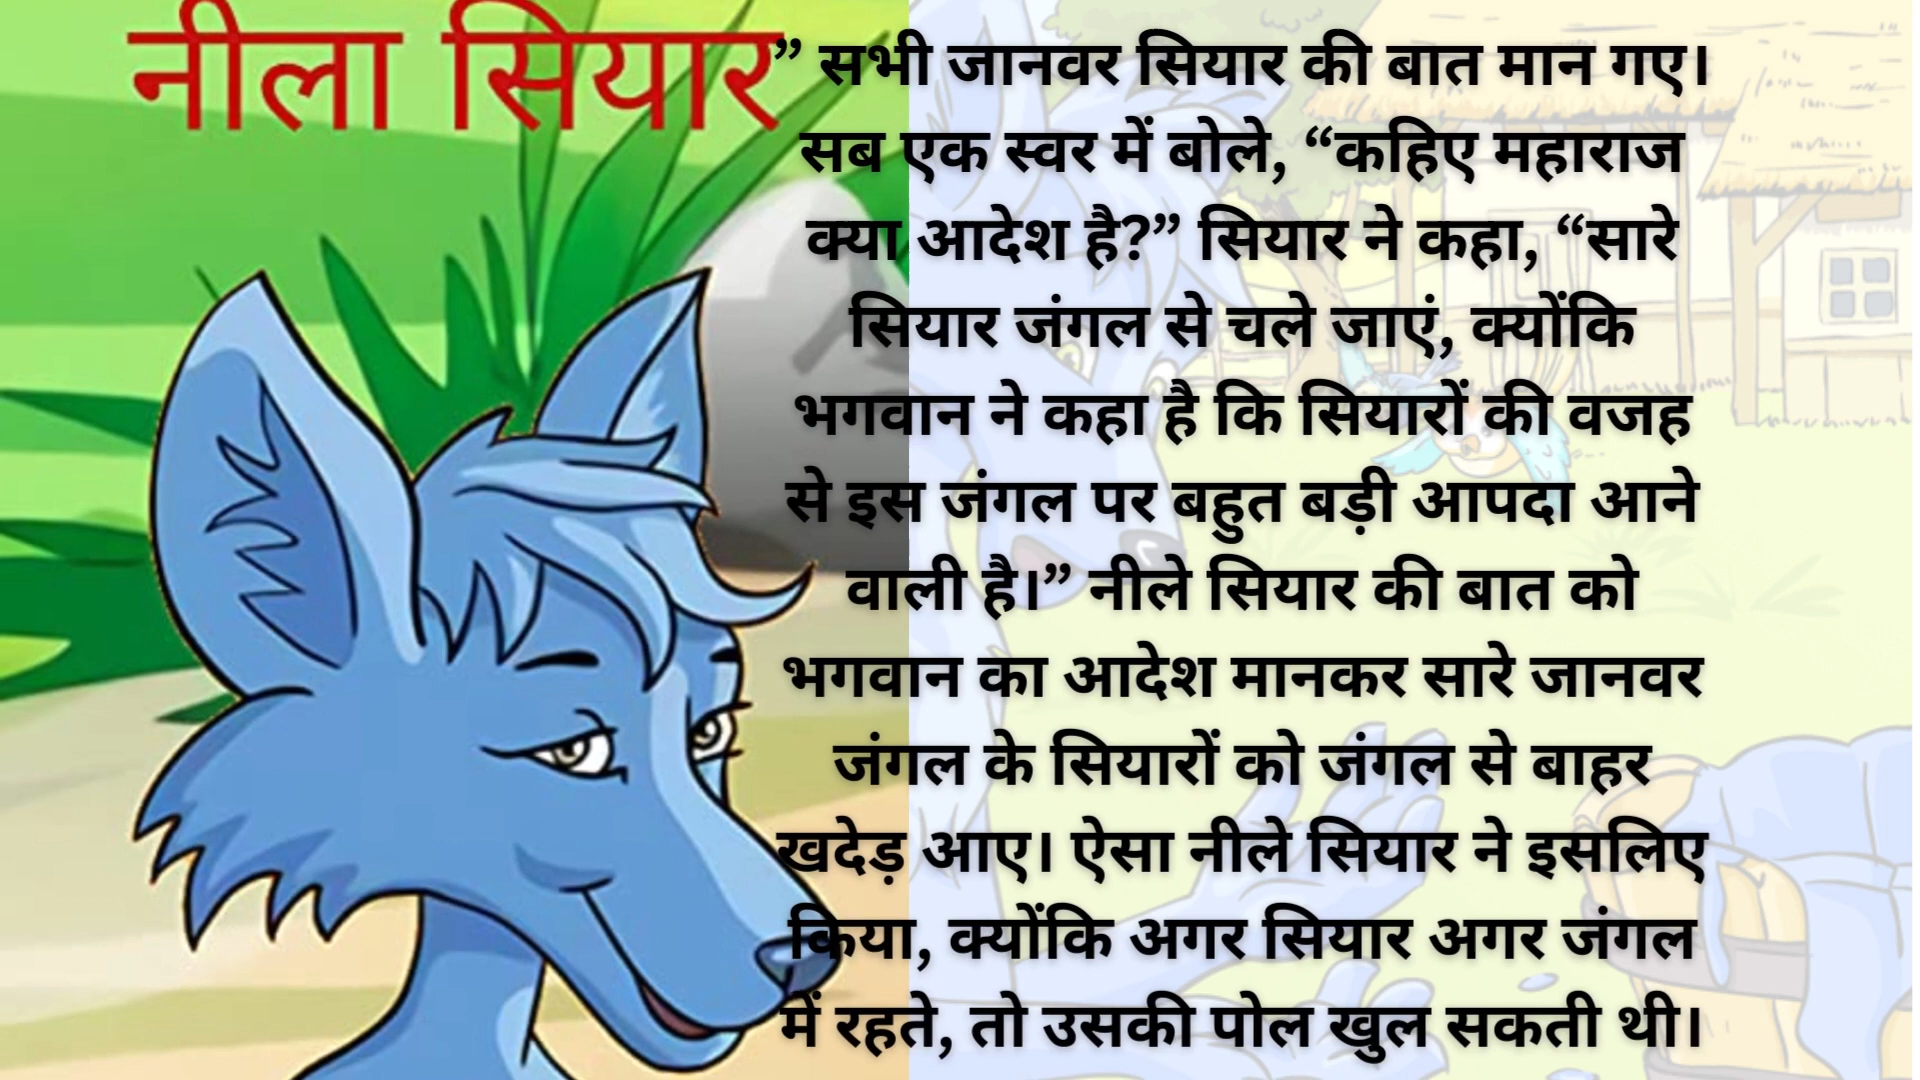 नीला सियार
” सभी जानवर सियार की बात मान गए।
सब एक स्वर में बोले, “कहिए महाराज
क्या आदेश है?” सियार ने कहा, “सारे
सियार जंगल से चले जाएं, क्योंकि
भगवान ने कहा है कि सियारों की वजह
से इस जंगल पर बहुत बड़ी आपदा आने
वाली है।” नीले सियार की बात को
भगवान का आदेश मानकर सारे जानवर
जंगल के सियारों को जंगल से बाहर
खदेड़ आए। ऐसा नीले सियार ने इसलिए
किया, क्योंकि अगर सियार अगर जंगल
में रहते, तो उसकी पोल खुल सकती थी।